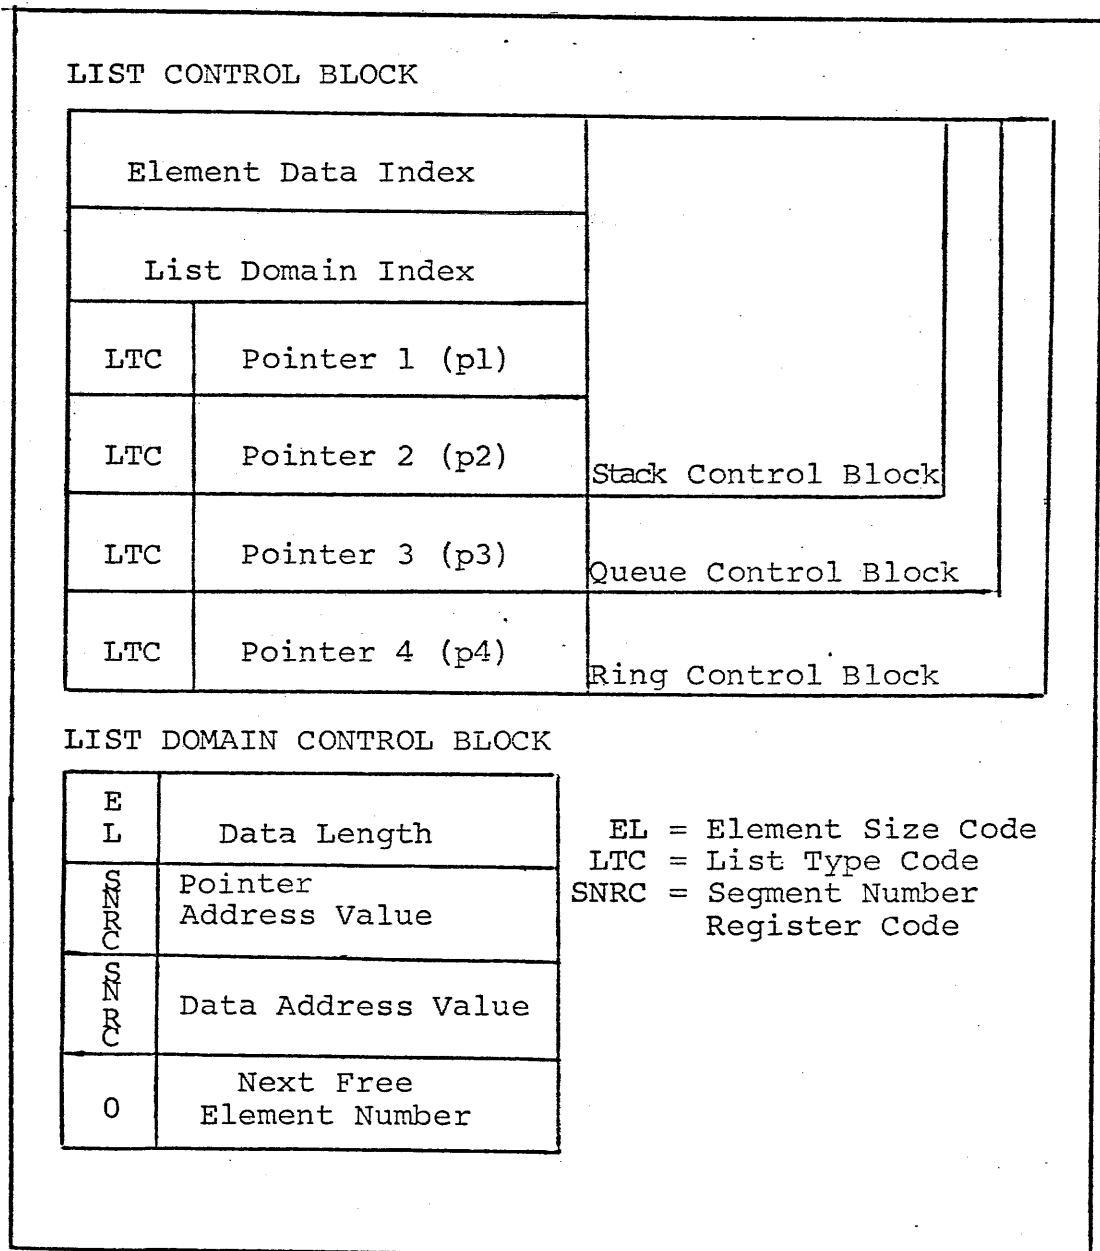 LIST CONTROL BLOCK
Element Data Index
List Domain Index
LTC Pointer 1 (p1)
LTC Pointer 2 (p2)
Stack Control Block
LTC Pointer 3 (p3)
Queue Control Block
LTC Pointer 4 (p4)
Ring Control Block
LIST DOMAIN CONTROL BLOCK
EL Data Length
SNRC Pointer
Address Value
SNRC Data Address Value
0 Next Free
Element Number
EL = Element Size Code
LTC = List Type Code
SNRC = Segment Number
Register Code